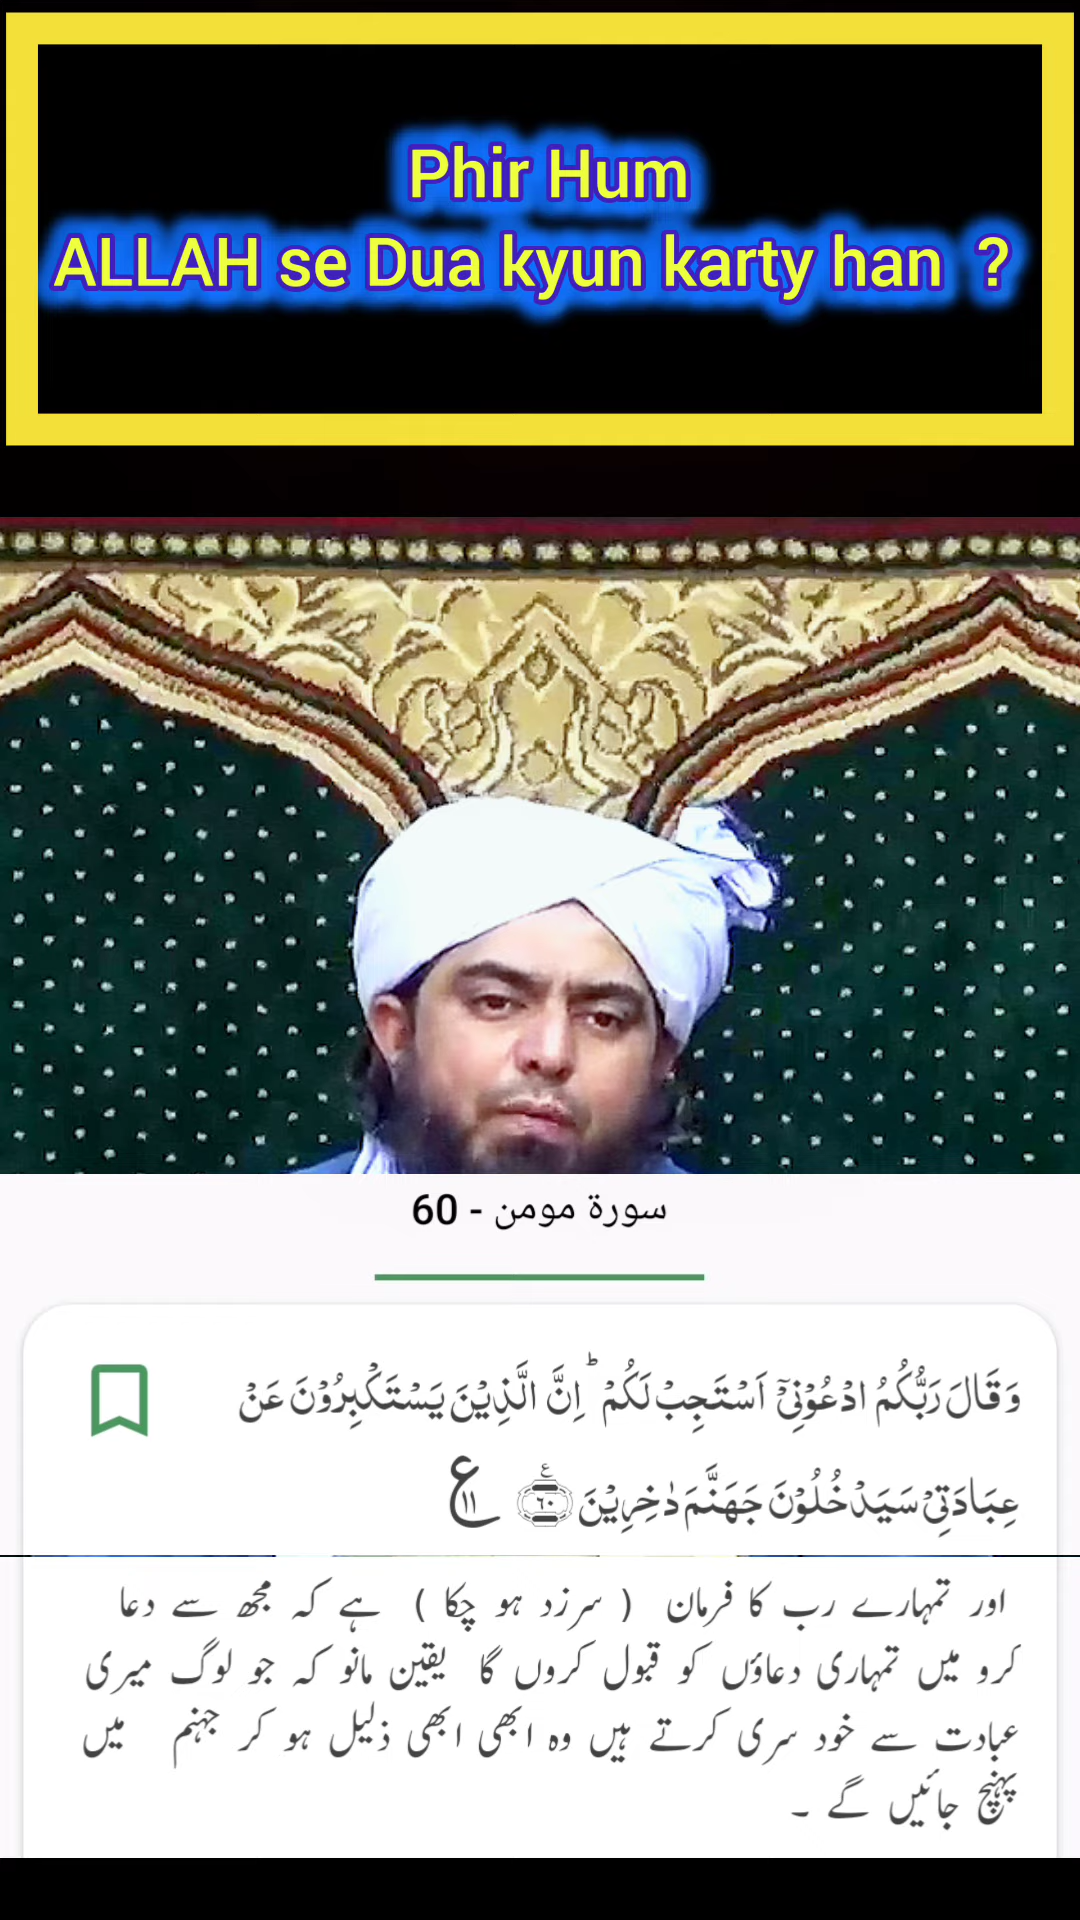 Phir Hum
ALLAH se Dua kyun karty han ?
سورة مومن - 60
وَ قَالَ رَبُّكُمُ ادْعُوْنِيْٓ اَسْتَجِبْ لَكُمْ ؕ اِنَّ الَّذِيْنَ يَسْتَكْبِرُوْنَ عَنْ
عِبَادَتِيْ سَيَدْخُلُوْنَ جَهَنَّمَ دٰخِرِيْنَ ﴿۶۰﴾ ع ۱۱
اور تمہارے رب کا فرمان ( سرزد ہو چکا ) ہے کہ مجھ سے دعا
کرو میں تمہاری دعاؤں کو قبول کروں گا یقین مانو کہ جو لوگ میری
عبادت سے خود سری کرتے ہیں وہ ابھی ابھی ذلیل ہو کر جہنم میں
پہنچ جائیں گے ۔